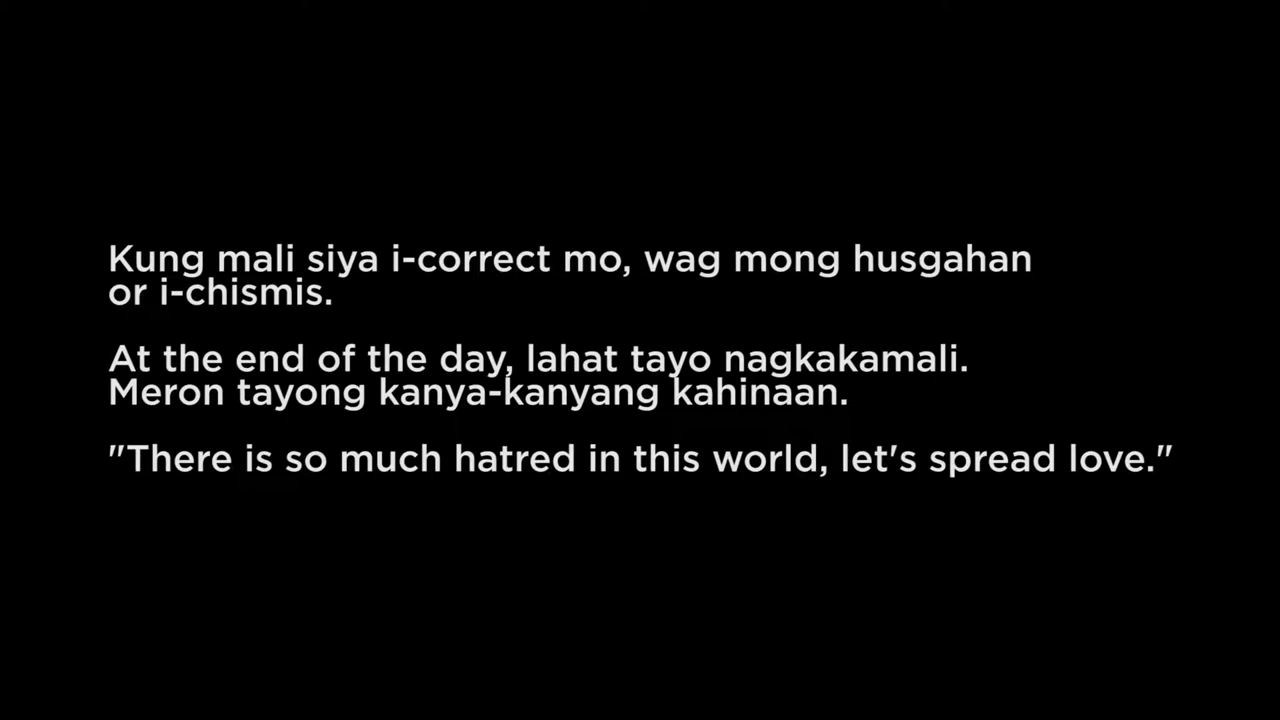 Kung mali siya i-correct mo, wag mong husgahan
or i-chismis.
At the end of the day, lahat tayo nagkakamali.
Meron tayong kanya-kanyang kahinaan.
"There is so much hatred in this world, let's spread love."